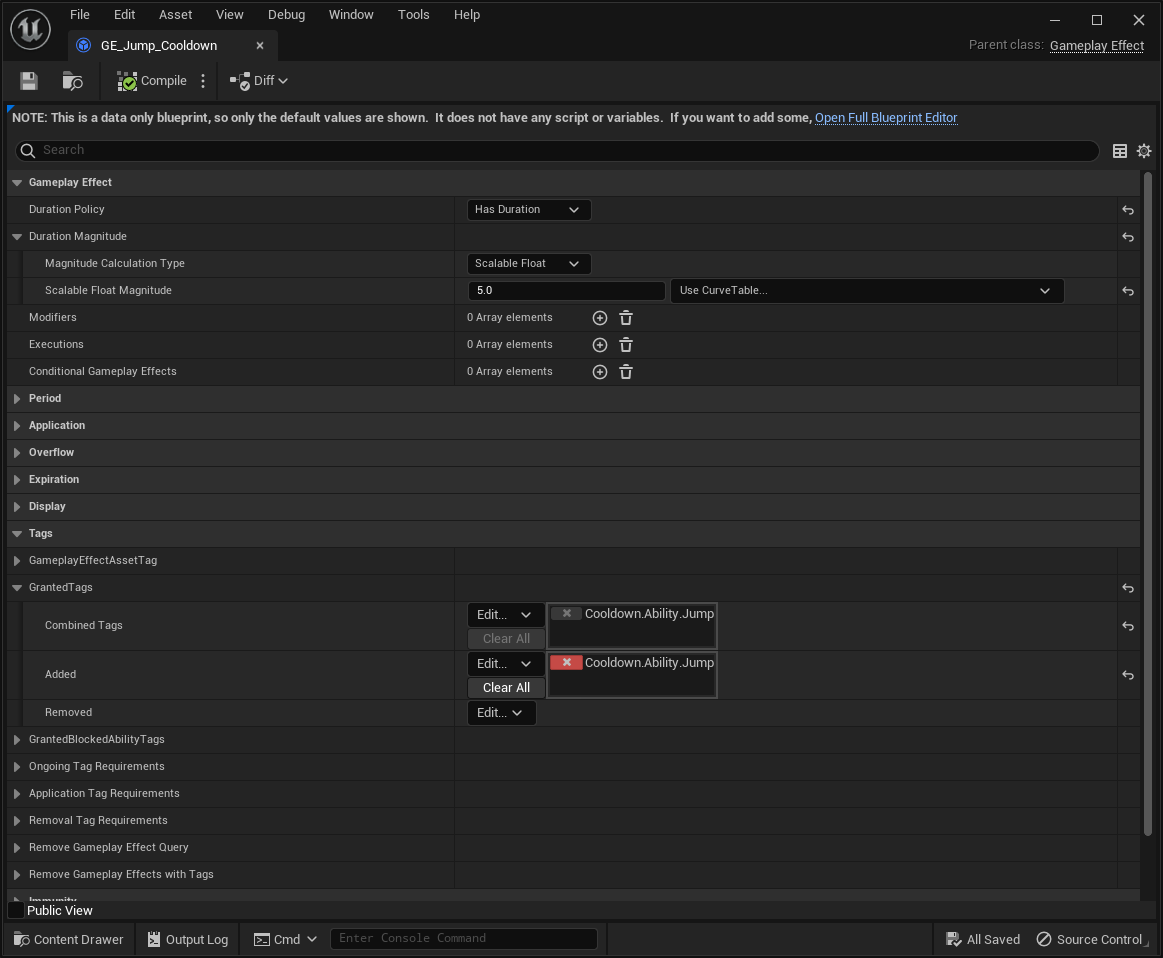 File Edit Asset View Debug Window Tools Help
GE_Jump_Cooldown
Parent class: Gameplay Effect
Compile Diff
NOTE: This is a data only blueprint, so only the default values are shown. It does not have any script or variables. If you want to add some, Open Full Blueprint Editor
Search
Gameplay Effect
Duration Policy Has Duration
Duration Magnitude
Magnitude Calculation Type Scalable Float
Scalable Float Magnitude 5.0 Use CurveTable...
Modifiers 0 Array elements
Executions 0 Array elements
Conditional Gameplay Effects 0 Array elements
Period
Application
Overflow
Expiration
Display
Tags
GameplayEffectAssetTag
GrantedTags
Combined Tags Edit... Cooldown.Ability.Jump
Clear All
Added Edit... Cooldown.Ability.Jump
Clear All
Removed Edit...
GrantedBlockedAbilityTags
Ongoing Tag Requirements
Application Tag Requirements
Removal Tag Requirements
Remove Gameplay Effect Query
Remove Gameplay Effects with Tags
Immunity
Public View
Content Drawer Output Log Cmd Enter Console Command All Saved Source Control